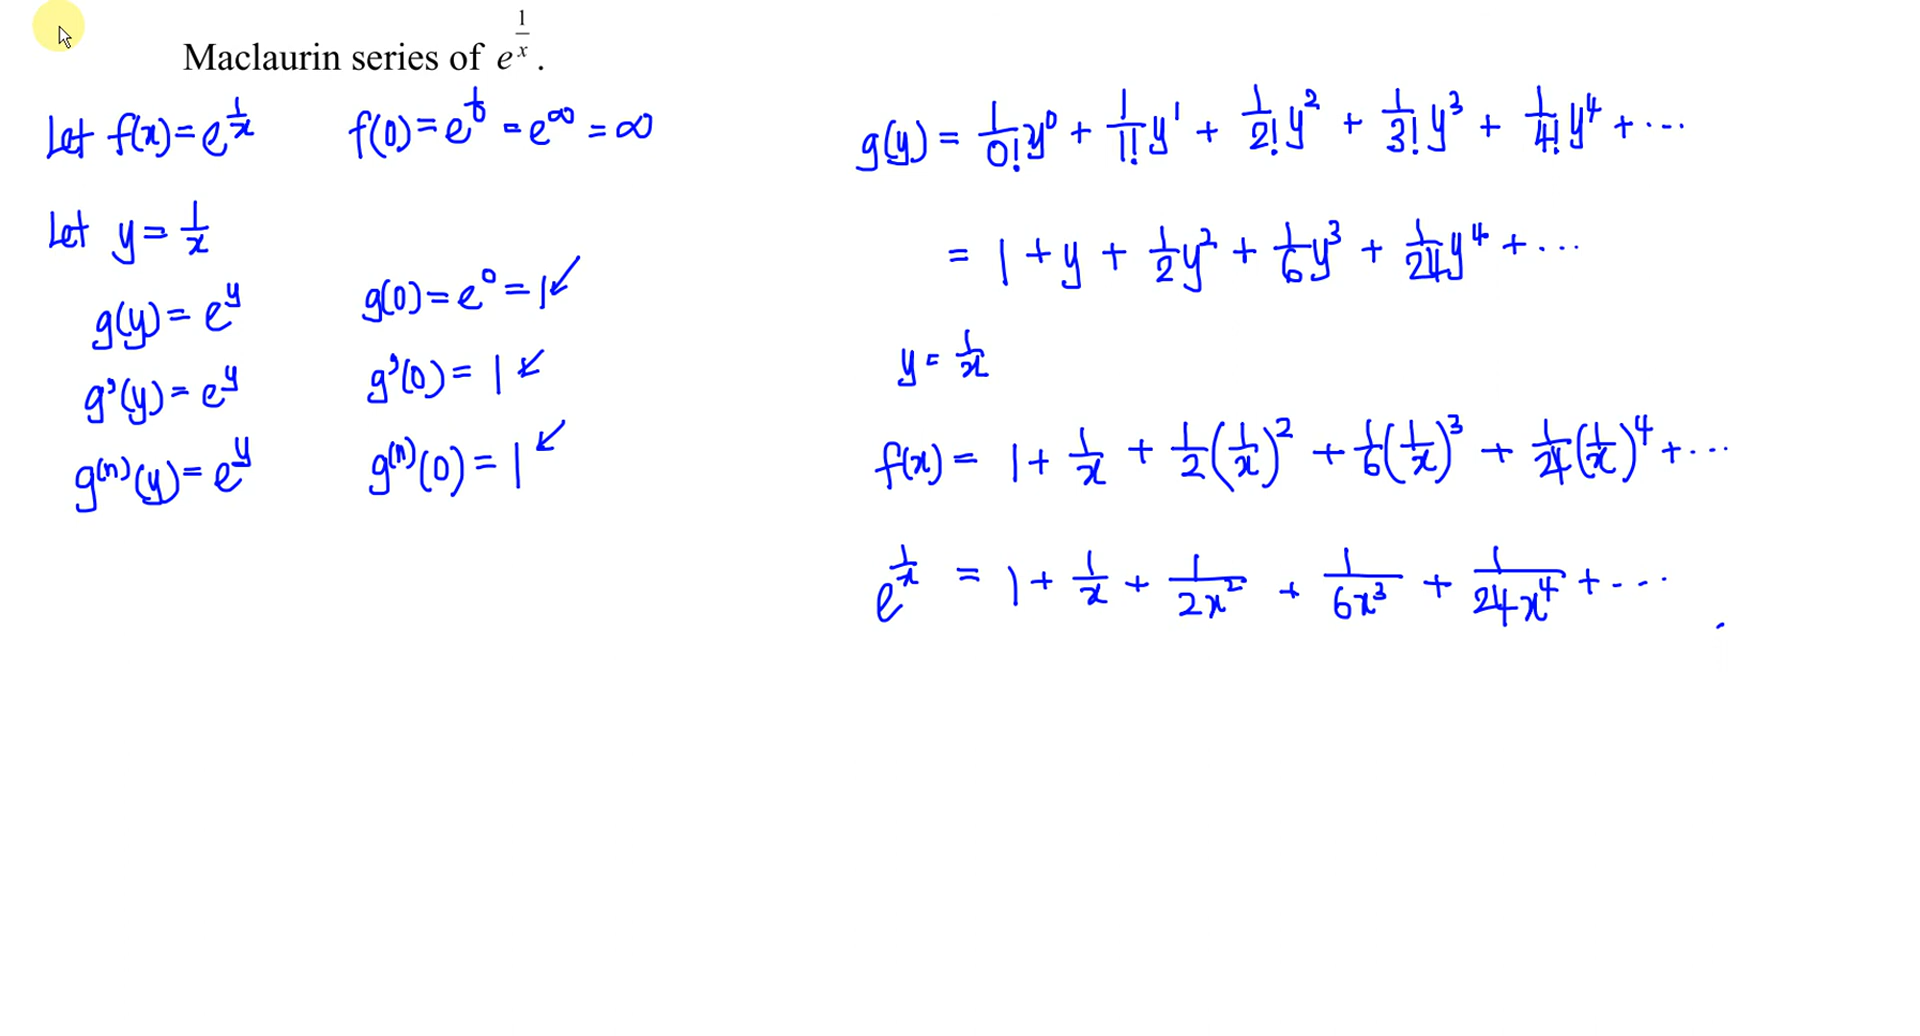 Maclaurin series of e^{1/x}.
Let f(x) = e^{1/x}    f(0) = e^{1/0} = e^∞ = ∞
Let y = 1/x
g(y) = e^y    g(0) = e^0 = 1 ↙
g'(y) = e^y    g'(0) = 1 ↙
g^{(n)}(y) = e^y    g^{(n)}(0) = 1 ↙
g(y) = 1/0! y^0 + 1/1! y^1 + 1/2! y^2 + 1/3! y^3 + 1/4! y^4 + ...
= 1 + y + 1/2 y^2 + 1/6 y^3 + 1/24 y^4 + ...
y = 1/x
f(x) = 1 + 1/x + 1/2 (1/x)^2 + 1/6 (1/x)^3 + 1/24 (1/x)^4 + ...
e^{1/x} = 1 + 1/x + 1/2x^2 + 1/6x^3 + 1/24x^4 + ... .